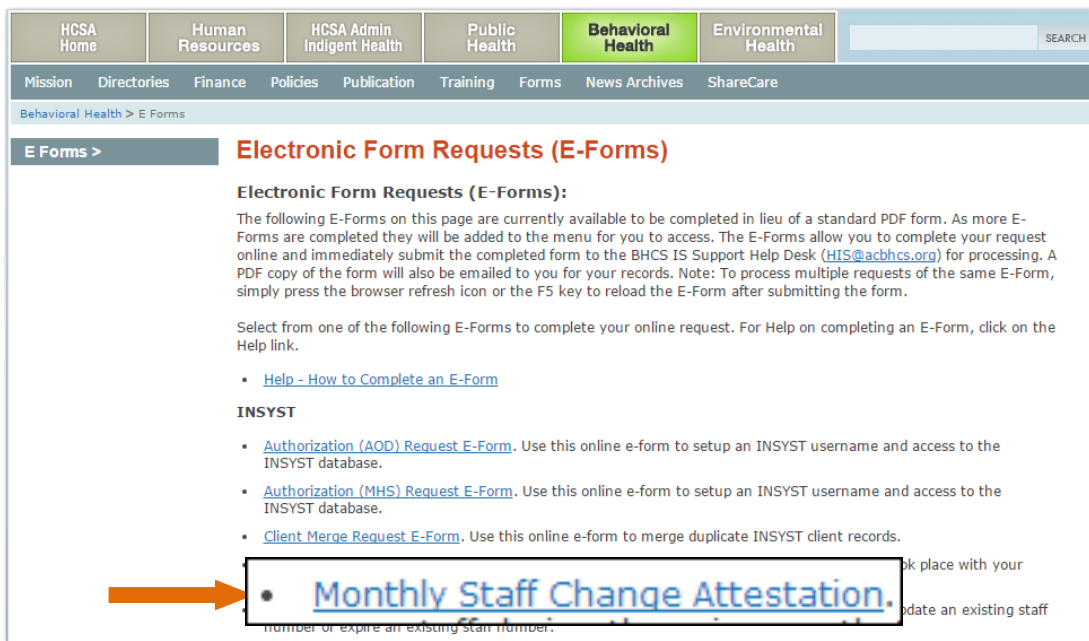 HCSA Home
Human Resources
HCSA Admin Indigent Health
Public Health
Behavioral Health
Environmental Health
SEARCH
Mission Directories Finance Policies Publication Training Forms News Archives ShareCare
Behavioral Health > E Forms
E Forms >
Electronic Form Requests (E-Forms)
Electronic Form Requests (E-Forms):
The following E-Forms on this page are currently available to be completed in lieu of a standard PDF form. As more E-
Forms are completed they will be added to the menu for you to access. The E-Forms allow you to complete your request
online and immediately submit the completed form to the BHCS IS Support Help Desk (HIS@acbhcs.org) for processing. A
PDF copy of the form will also be emailed to you for your records. Note: To process multiple requests of the same E-Form,
simply press the browser refresh icon or the F5 key to reload the E-Form after submitting the form.
Select from one of the following E-Forms to complete your online request. For Help on completing an E-Form, click on the
Help link.
• Help - How to Complete an E-Form
INSYST
• Authorization (AOD) Request E-Form. Use this online e-form to setup an INSYST username and access to the
INSYST database.
• Authorization (MHS) Request E-Form. Use this online e-form to setup an INSYST username and access to the
INSYST database.
• Client Merge Request E-Form. Use this online e-form to merge duplicate INSYST client records.
place with your
• Monthly Staff Change Attestation.
an existing staff
number or expire an existing staff number.